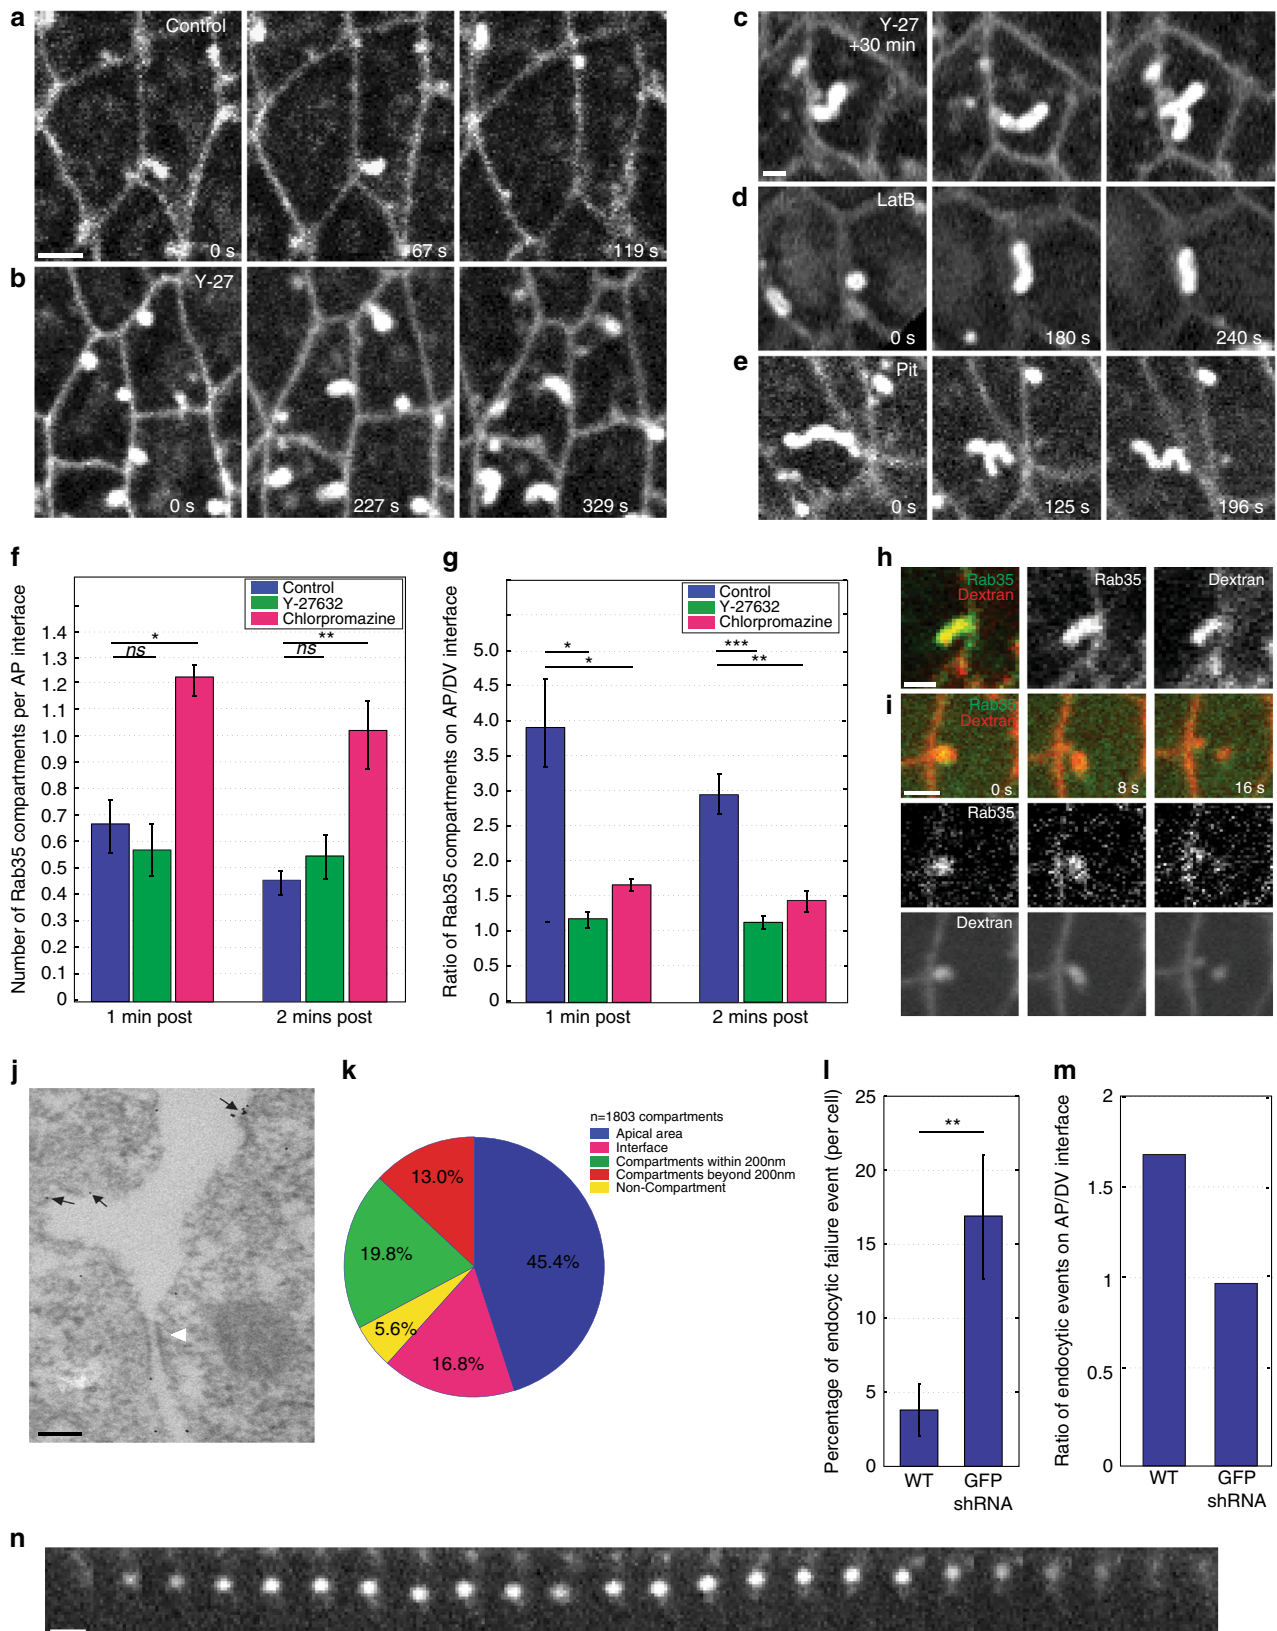 a
Control
0 s
67 s
119 s
b
Y-27
0 s
227 s
329 s
c
Y-27
+30 min
d
LatB
0 s
180 s
240 s
e
Pit
0 s
125 s
196 s
f
Number of Rab35 compartments per AP interface
Control
Y-27632
Chlorpromazine
1.4
1.3
1.2
1.1
1.0
0.9
0.8
0.7
0.6
0.5
0.4
0.3
0.2
0.1
0
*
ns
**
ns
1 min post
2 mins post
g
Ratio of Rab35 compartments on AP/DV interface
Control
Y-27632
Chlorpromazine
5.0
4.5
4.0
3.5
3.0
2.5
2.0
1.5
1.0
0.5
0
*
*
***
**
1 min post
2 mins post
h
Rab35
Dextran
Rab35
Dextran
i
Rab35
Dextran
0 s
8 s
16 s
Rab35
Dextran
j
k
n=1803 compartments
Apical area
Interface
Compartments within 200nm
Compartments beyond 200nm
Non-Compartment
13.0%
45.4%
19.8%
5.6%
16.8%
l
Percentage of endocytic failure event (per cell)
25
20
15
10
5
0
**
WT
GFP
shRNA
m
Ratio of endocytic events on AP/DV interface
2
1.5
1
0.5
0
WT
GFP
shRNA
n